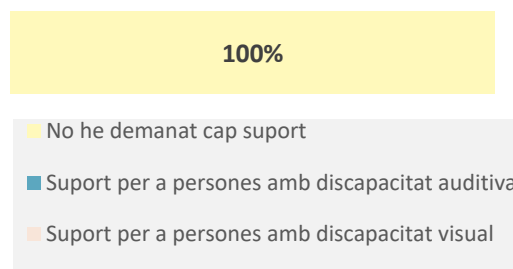 100%
No he demanat cap suport
Suport per a persones amb discapacitat auditiva
Suport per a persones amb discapacitat visual